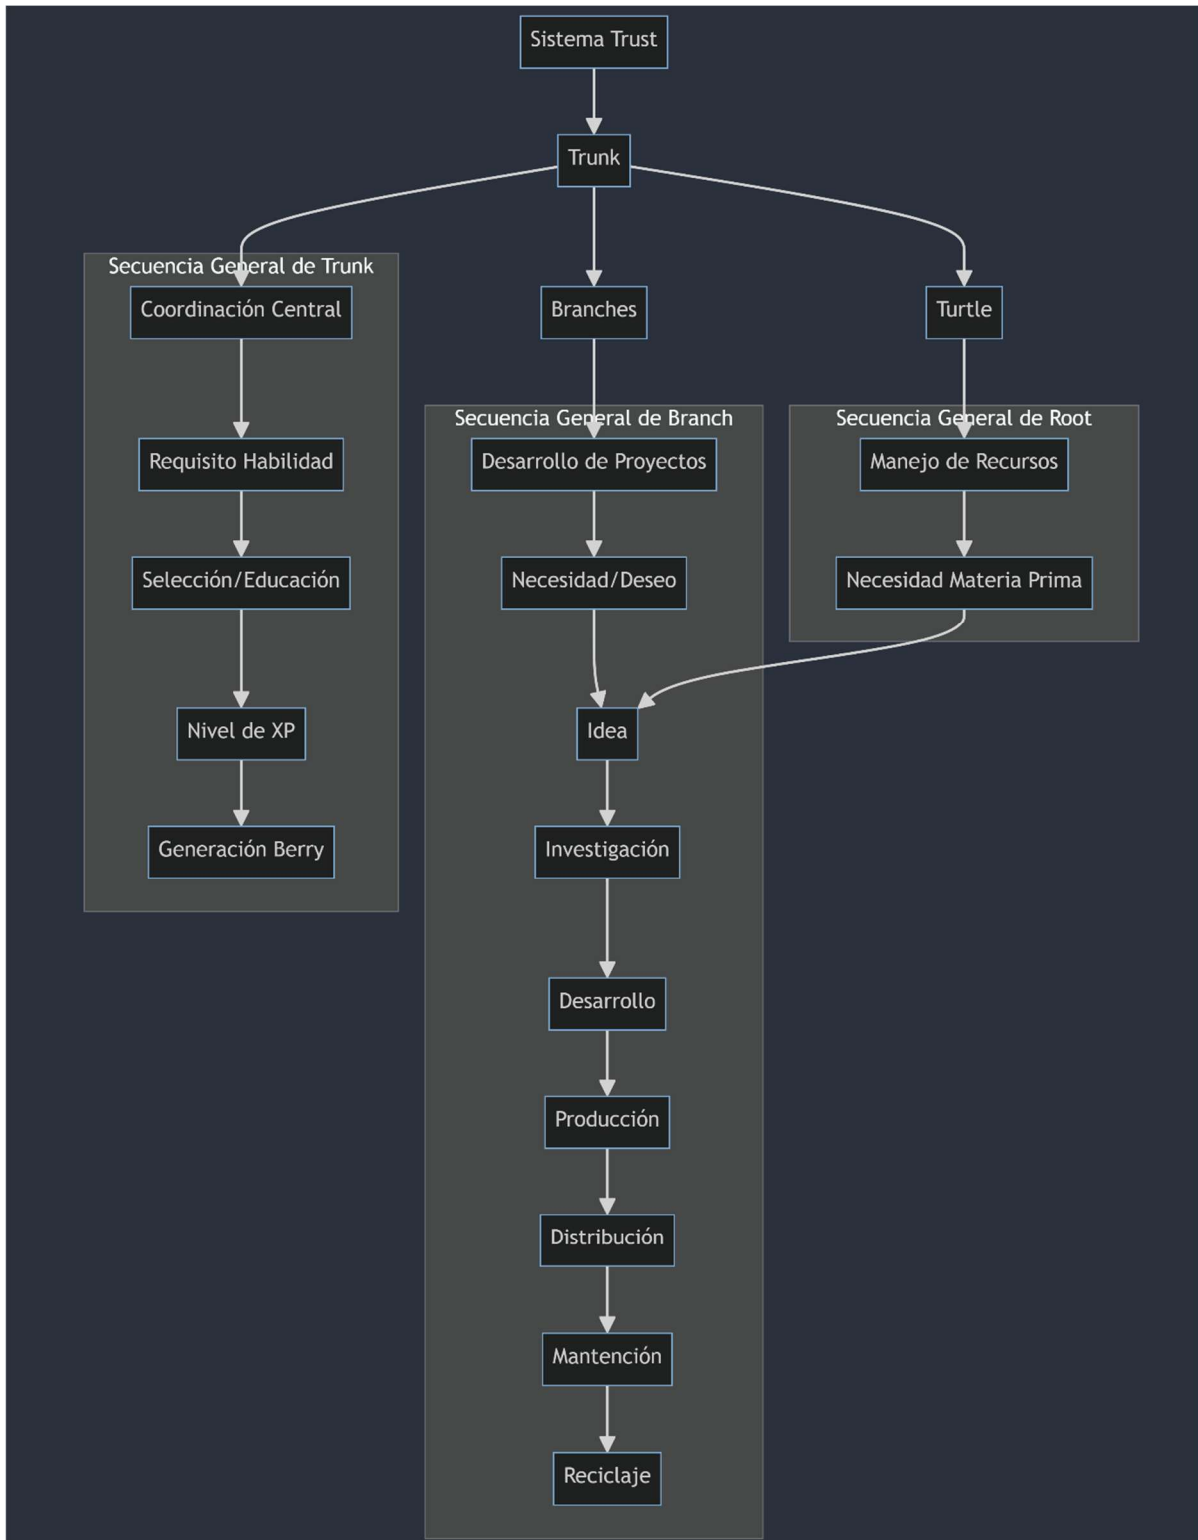 Sistema Trust
Trunk
Secuencia General de Trunk
Coordinación Central
Branches
Turtle
Secuencia General de Branch
Secuencia General de Root
Requisito Habilidad
Desarrollo de Proyectos
Manejo de Recursos
Selección/Educación
Necesidad/Deseo
Necesidad Materia Prima
Nivel de XP
Idea
Generación Berry
Investigación
Desarrollo
Producción
Distribución
Mantención
Reciclaje